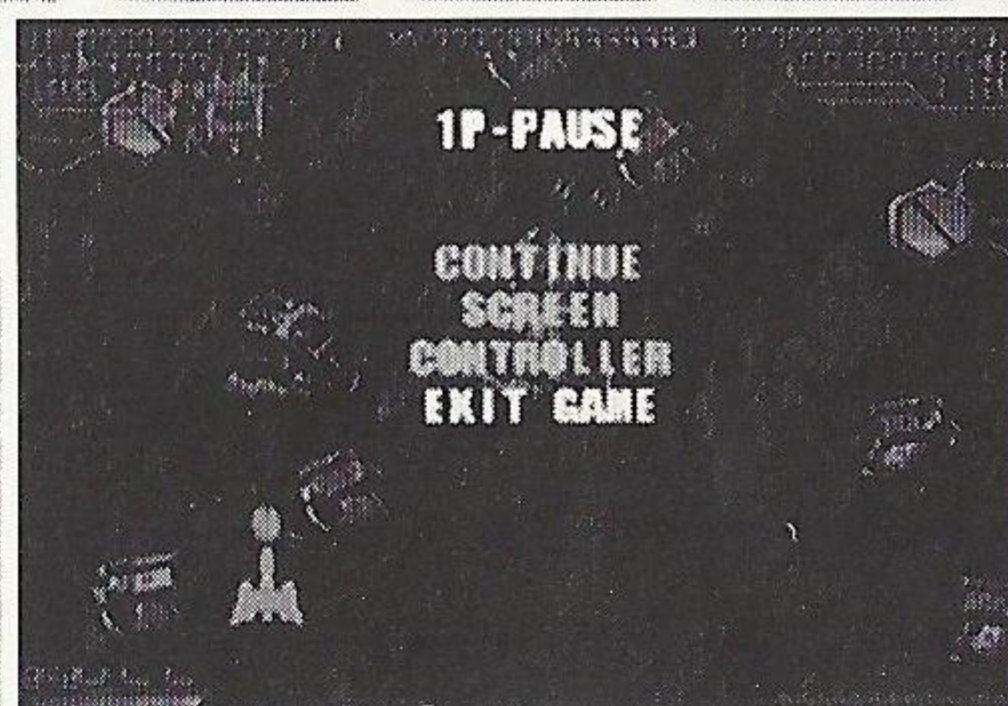 1P-PAUSE
CONTINUE
SCREEN
CONTROLLER
EXIT GAME